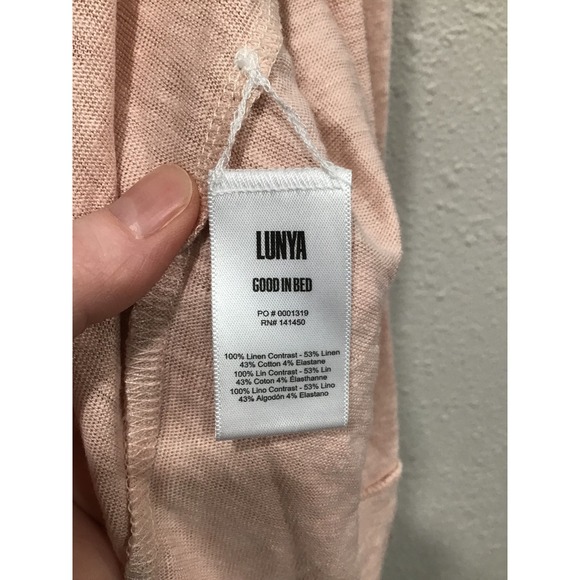 LUNYA
GOOD IN BED
PO # 0001319
RN# 141450
100% Linen Contrast - 53% Linen
43% Cotton 4% Elastane
100% Lin Contrast - 53% Lin
43% Coton 4% Élasthanne
100% Lino Contrast - 53% Lino
43% Algodón 4% Elastano